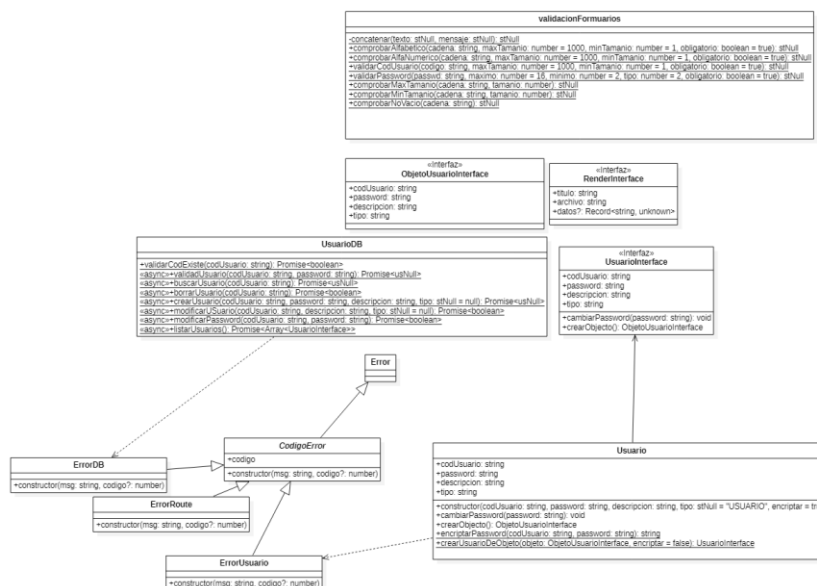 validacionFormuarios
-concatenar(texto: stNull, mensaje: stNull): stNull
+comprobarAlfabetico(cadena: string, maxTamanio: number = 1000, minTamanio: number = 1, obligatorio: boolean = true): stNull
+comprobarAlfaNumerico(cadena: string, maxTamanio: number = 1000, minTamanio: number = 1, obligatorio: boolean = true): stNull
+validarCodUsuario(codigo: string, maxTamanio: number = 1000, minTamanio: number = 1, obligatorio: boolean = true): stNull
+validarPassword(passwd: string, maximo: number = 16, minimo: number = 2, tipo: number = 2, obligatorio: boolean = true): stNull
+comprobarMaxTamanio(cadena: string, tamanio: number): stNull
+comprobarMinTamanio(cadena: string, tamanio: number): stNull
+comprobarNoVacio(cadena: string): stNull
«Interfaz»
ObjetoUsuarioInterface
+codUsuario: string
+password: string
+descripcion: string
+tipo: string
«Interfaz»
RenderInterface
+titulo: string
+archivo: string
+datos?: Record<string, unknown>
UsuarioDB
+validarCodExiste(codUsuario: string): Promise<boolean>
«async»+validadUsuario(codUsuario: string, password: string): Promise<usNull>
«async»+buscarUsuario(codUsuario: string): Promise<usNull>
«async»+borrarUsuario(codUsuario: string): Promise<boolean>
«async»+crearUsuario(codUsuario: string, password: string, descripcion: string, tipo: stNull = null): Promise<usNull>
«async»+modificarUSuario(codUsuario: string, descripcion: string, tipo: stNull = null): Promise<boolean>
«async»+modificarPassword(codUsuario: string, password: string): Promise<boolean>
«async»+listarUsuarios(): Promise<Array<UsuarioInterface>>
«Interfaz»
UsuarioInterface
+codUsuario: string
+password: string
+descripcion: string
+tipo: string
+cambiarPassword(password: string): void
+crearObjecto(): ObjetoUsuarioInterface
Error
CodigoError
+codigo
+constructor(msg: string, codigo?: number)
ErrorDB
+constructor(msg: string, codigo?: number)
ErrorRoute
+constructor(msg: string, codigo?: number)
ErrorUsuario
+constructor(msg: string, codigo?: number)
Usuario
+codUsuario: string
+password: string
+descripcion: string
+tipo: string
+constructor(codUsuario: string, password: string, descripcion: string, tipo: stNull = "USUARIO", encriptar = tr
+cambiarPassword(password: string): void
+crearObjecto(): ObjetoUsuarioInterface
+encriptarPassword(codUsuario: string, password: string): string
+crearUsuarioDeObjeto(objeto: ObjetoUsuarioInterface, encriptar = false): UsuarioInterface